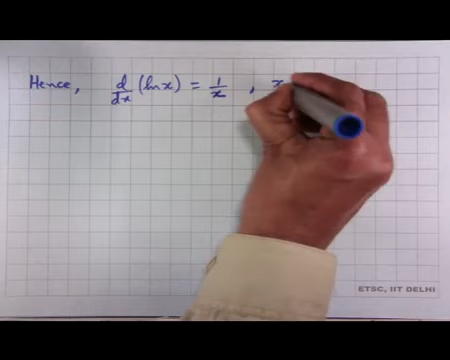 Hence, d/dx (ln x) = 1/x , x
ETSC, IIT DELHI